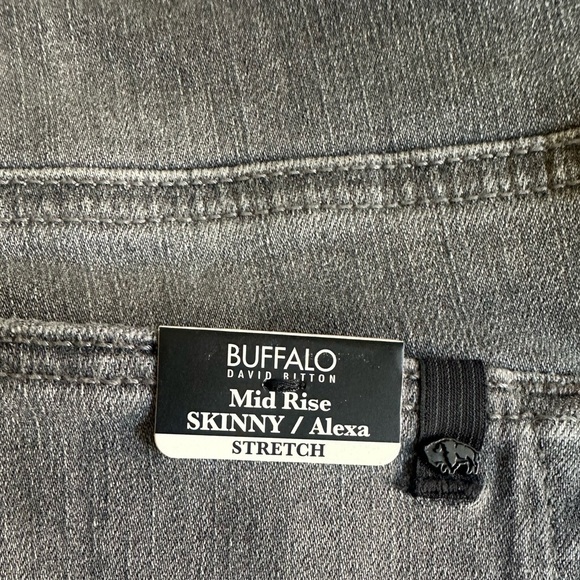 BUFFALO
DAVID BITTON
Mid Rise
SKINNY / Alexa
STRETCH